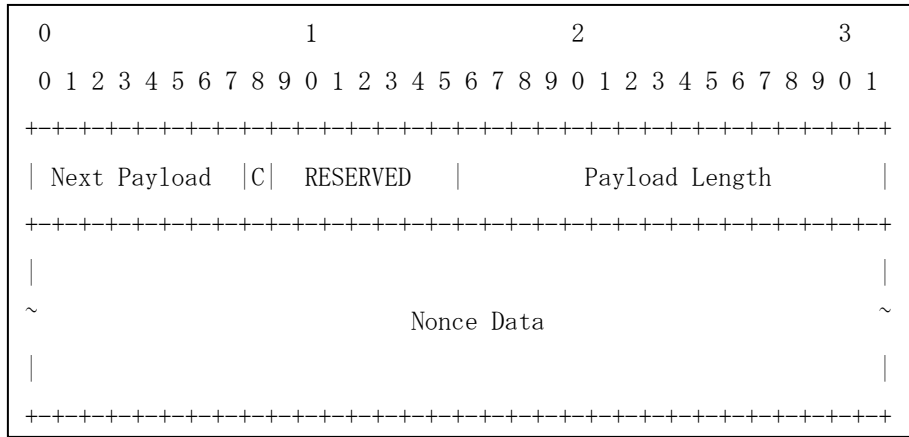 0                   1                   2                   3
 0 1 2 3 4 5 6 7 8 9 0 1 2 3 4 5 6 7 8 9 0 1 2 3 4 5 6 7 8 9 0 1
+-+-+-+-+-+-+-+-+-+-+-+-+-+-+-+-+-+-+-+-+-+-+-+-+-+-+-+-+-+-+-+-+
| Next Payload  |C|  RESERVED   |         Payload Length        |
+-+-+-+-+-+-+-+-+-+-+-+-+-+-+-+-+-+-+-+-+-+-+-+-+-+-+-+-+-+-+-+-+
|                                                               |
~                            Nonce Data                         ~
|                                                               |
+-+-+-+-+-+-+-+-+-+-+-+-+-+-+-+-+-+-+-+-+-+-+-+-+-+-+-+-+-+-+-+-+